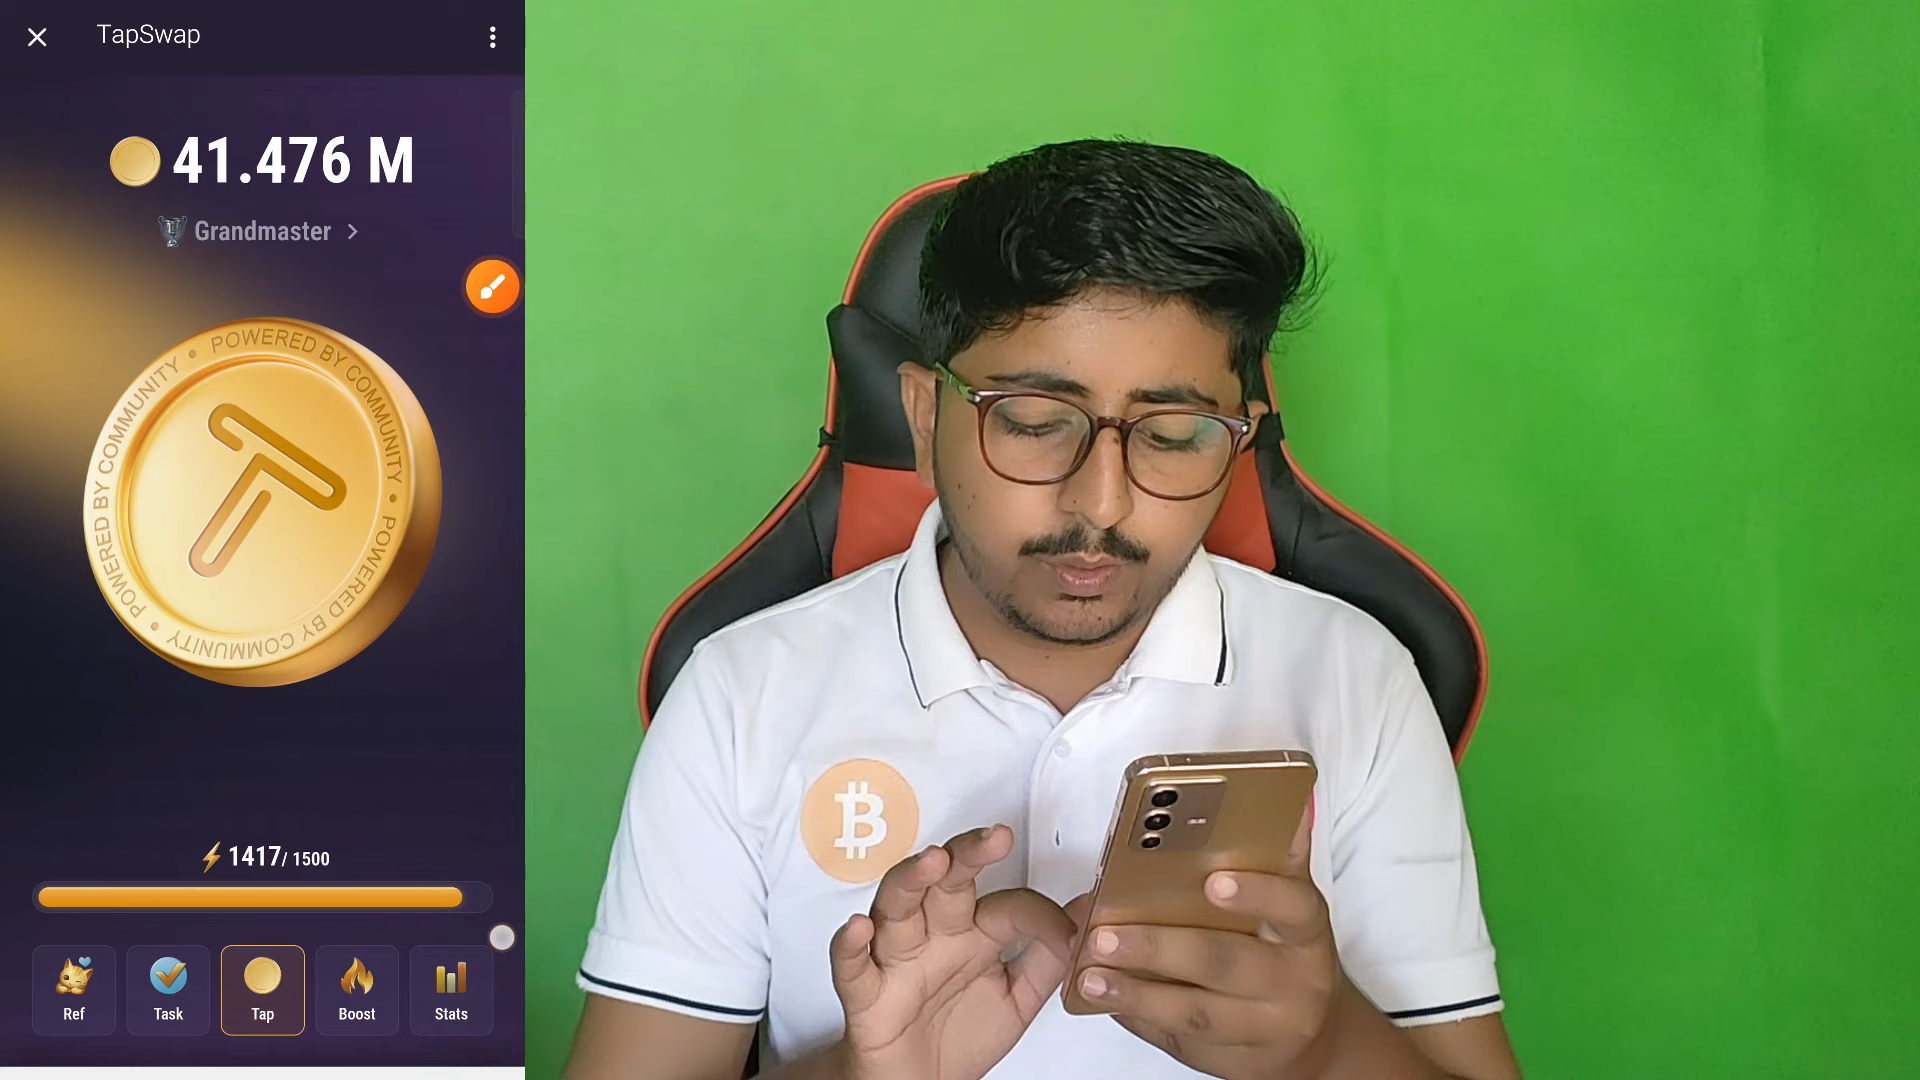 TapSwap
41.476 M
Grandmaster
POWERED BY COMMUNITY • POWERED BY COMMUNITY • POWERED BY COMMUNITY •
1417/ 1500
Ref
Task
Tap
Boost
Stats
₿